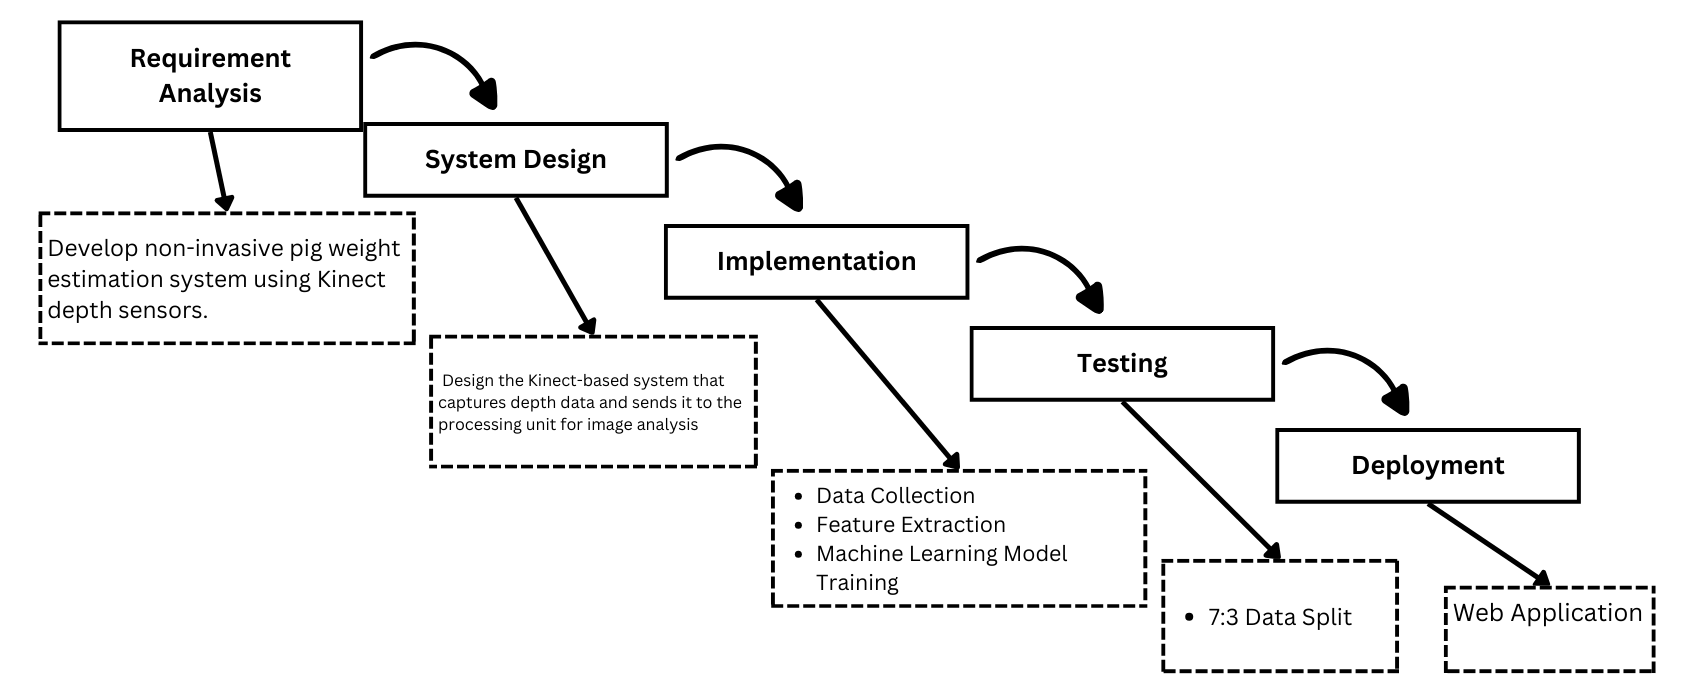 Requirement
Analysis
System Design
Develop non-invasive pig weight
estimation system using Kinect
depth sensors.
Implementation
Design the Kinect-based system that
captures depth data and sends it to the
processing unit for image analysis
Testing
• Data Collection
• Feature Extraction
• Machine Learning Model
Training
Deployment
• 7:3 Data Split
Web Application